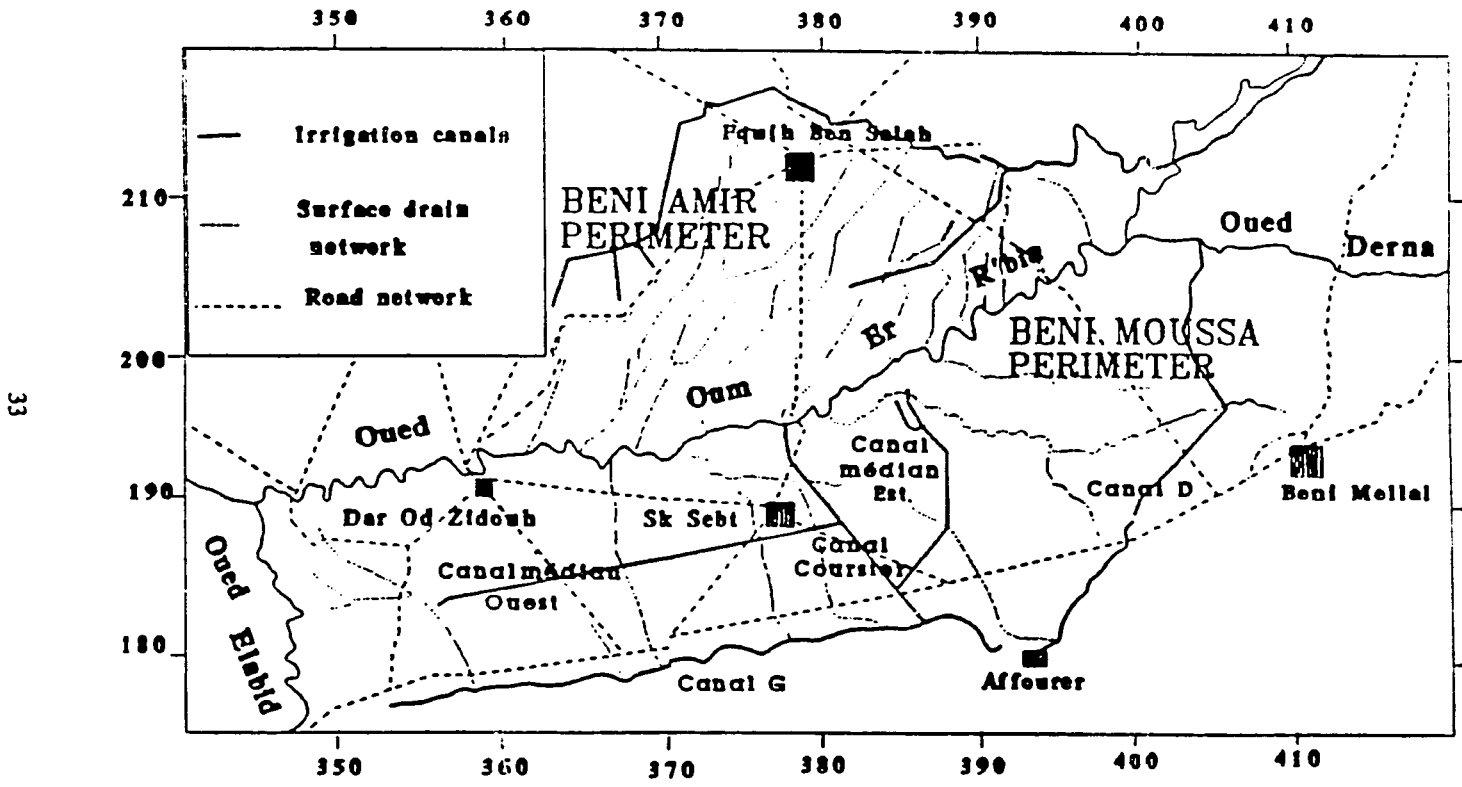 350 360 370 380 390 400 410
Irrigation canals
Surface drain
network
Road network
Fquih Ben Salah
BENI AMIR
PERIMETER
210
200
190
180
Oued
Derna
R'bia
Er
BENI. MOUSSA
PERIMETER
Oum
Oued
Canal
médian
Est.
Canal D
Beni Mellal
Dar Od Zidouh
Sk Sebt
Canal
Coursier
Canal médian
Ouest
Oued Elabid
Canal G
Affourer
350 360 370 380 390 400 410
33